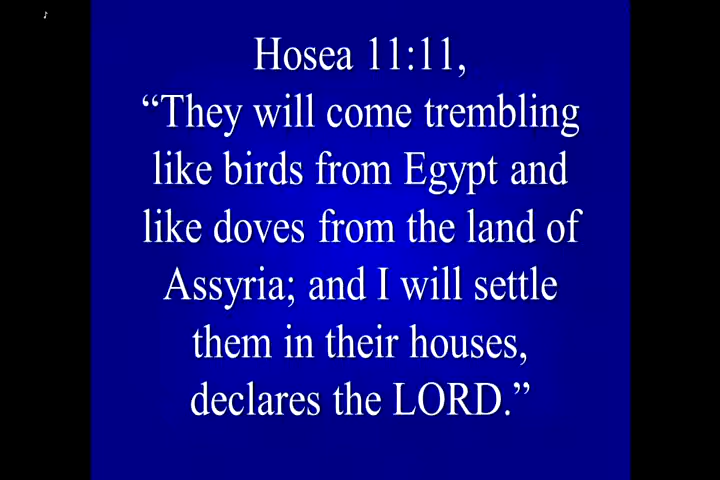 ♪
Hosea 11:11,
“They will come trembling
like birds from Egypt and
like doves from the land of
Assyria; and I will settle
them in their houses,
declares the LORD.”